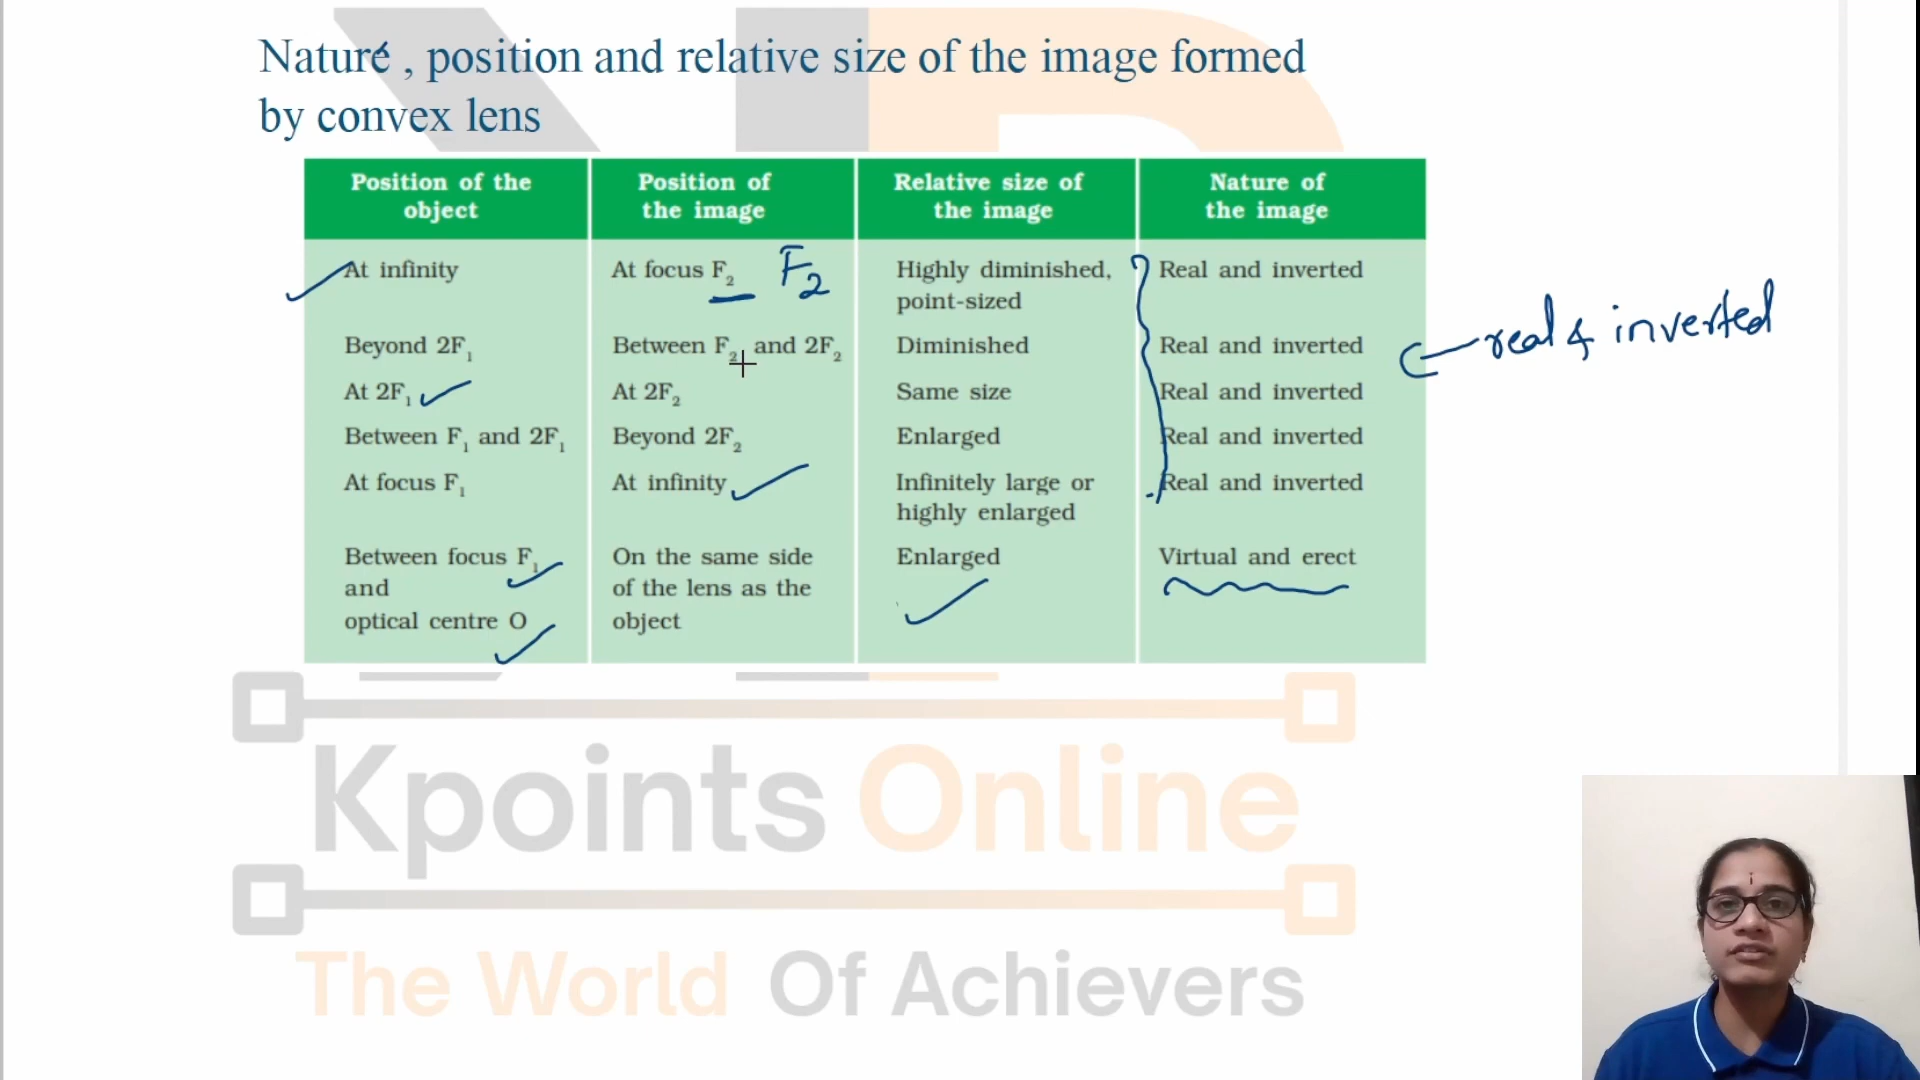 Nature , position and relative size of the image formed
by convex lens
Position of the object | Position of the image | Relative size of the image | Nature of the image
At infinity | At focus F₂ F₂ | Highly diminished, point-sized | Real and inverted
Beyond 2F₁ | Between F₂ and 2F₂ | Diminished | Real and inverted
real & inverted
At 2F₁ | At 2F₂ | Same size | Real and inverted
Between F₁ and 2F₁ | Beyond 2F₂ | Enlarged | Real and inverted
At focus F₁ | At infinity | Infinitely large or highly enlarged | Real and inverted
Between focus F₁ and optical centre O | On the same side of the lens as the object | Enlarged | Virtual and erect
Kpoints Online
The World Of Achievers